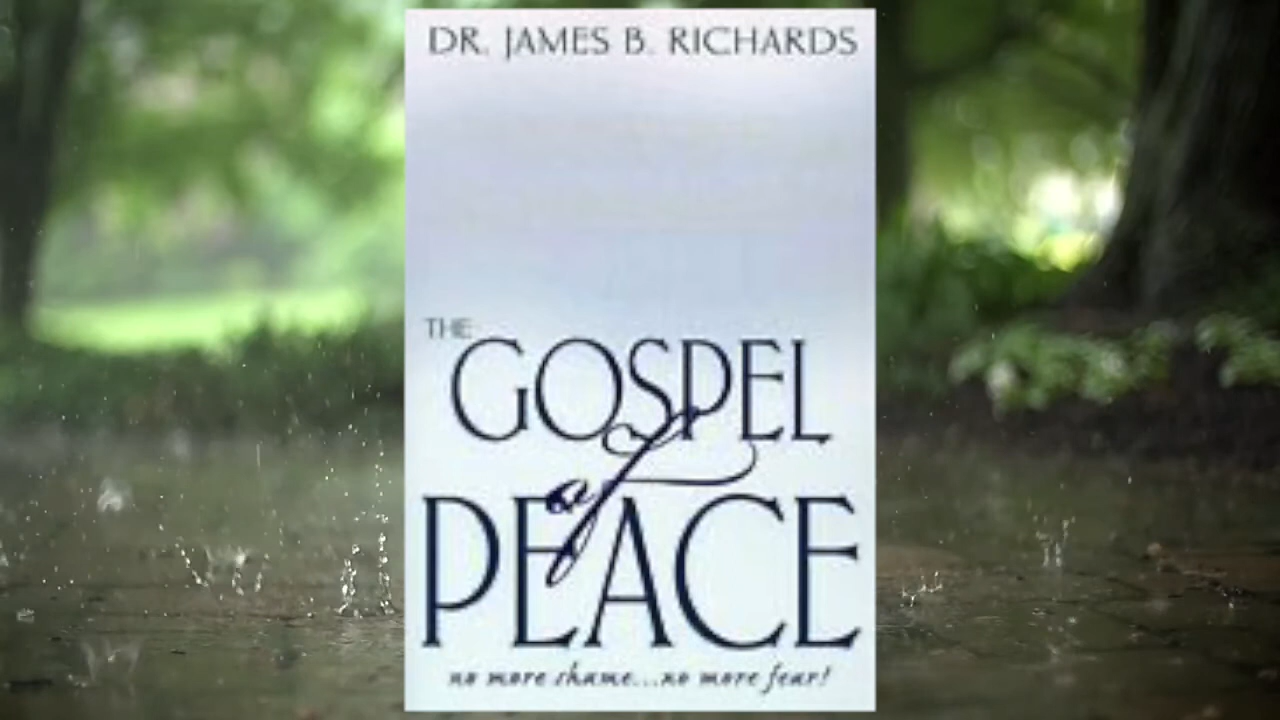 DR. JAMES B. RICHARDS
THE
GOSPEL
of
PEACE
no more shame...no more fear!